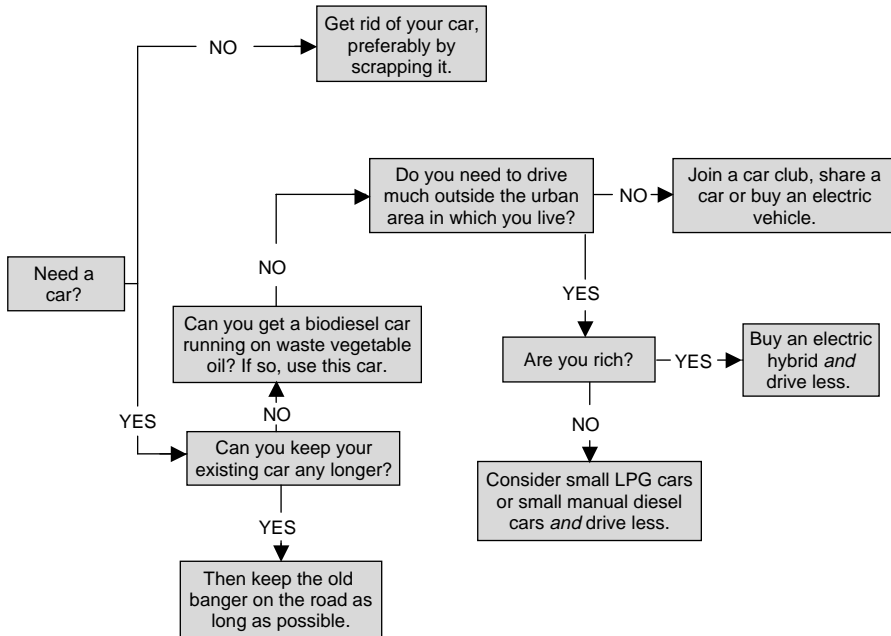 Get rid of your car,
preferably by
scrapping it.
NO
Do you need to drive
much outside the urban
area in which you live?
NO
Join a car club, share a
car or buy an electric
vehicle.
Need a
car?
NO
YES
Can you get a biodiesel car
running on waste vegetable
oil? If so, use this car.
Are you rich?
YES
Buy an electric
hybrid and
drive less.
YES
NO
NO
Can you keep your
existing car any longer?
Consider small LPG cars
or small manual diesel
cars and drive less.
YES
Then keep the old
banger on the road as
long as possible.